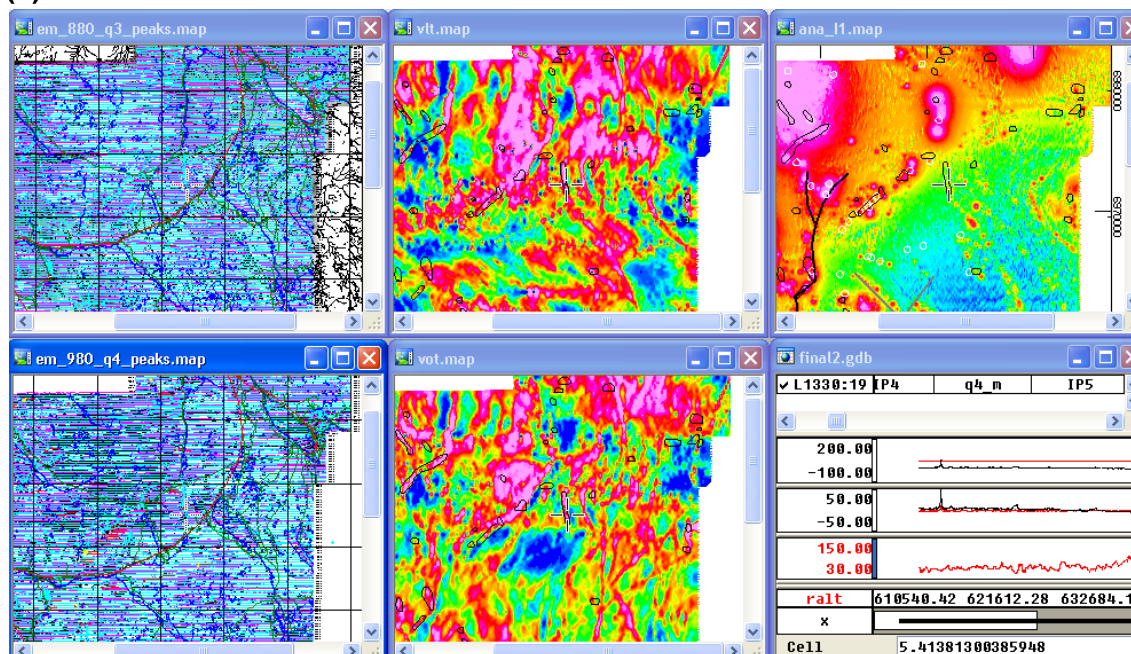 em_880_q3_peaks.map
vlt.map
ana_l1.map
6980000
6970000
em_980_q4_peaks.map
vot.map
final2.gdb
L1330:19 IP4 q4_m IP5
200.00
-100.00
50.00
-50.00
150.00
30.00
ralt 610540.42 621612.28 632684.1
x
Cell 5.41381300385948